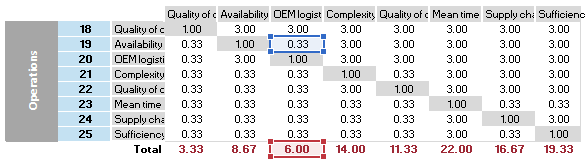 Quality of c Availability OEM logist Complexity Quality of c Mean time Supply cha Sufficienc
Operations
18 Quality of c 1.00 3.00 3.00 3.00 3.00 3.00 3.00 3.00
19 Availability 0.33 1.00 0.33 3.00 3.00 3.00 3.00 3.00
20 OEM logisti 0.33 3.00 1.00 3.00 3.00 3.00 3.00 3.00
21 Complexity 0.33 0.33 0.33 1.00 0.33 3.00 3.00 3.00
22 Quality of c 0.33 0.33 0.33 3.00 1.00 3.00 3.00 3.00
23 Mean time 0.33 0.33 0.33 0.33 0.33 1.00 0.33 0.33
24 Supply cha 0.33 0.33 0.33 0.33 0.33 3.00 1.00 3.00
25 Sufficiency 0.33 0.33 0.33 0.33 0.33 3.00 0.33 1.00
Total 3.33 8.67 6.00 14.00 11.33 22.00 16.67 19.33